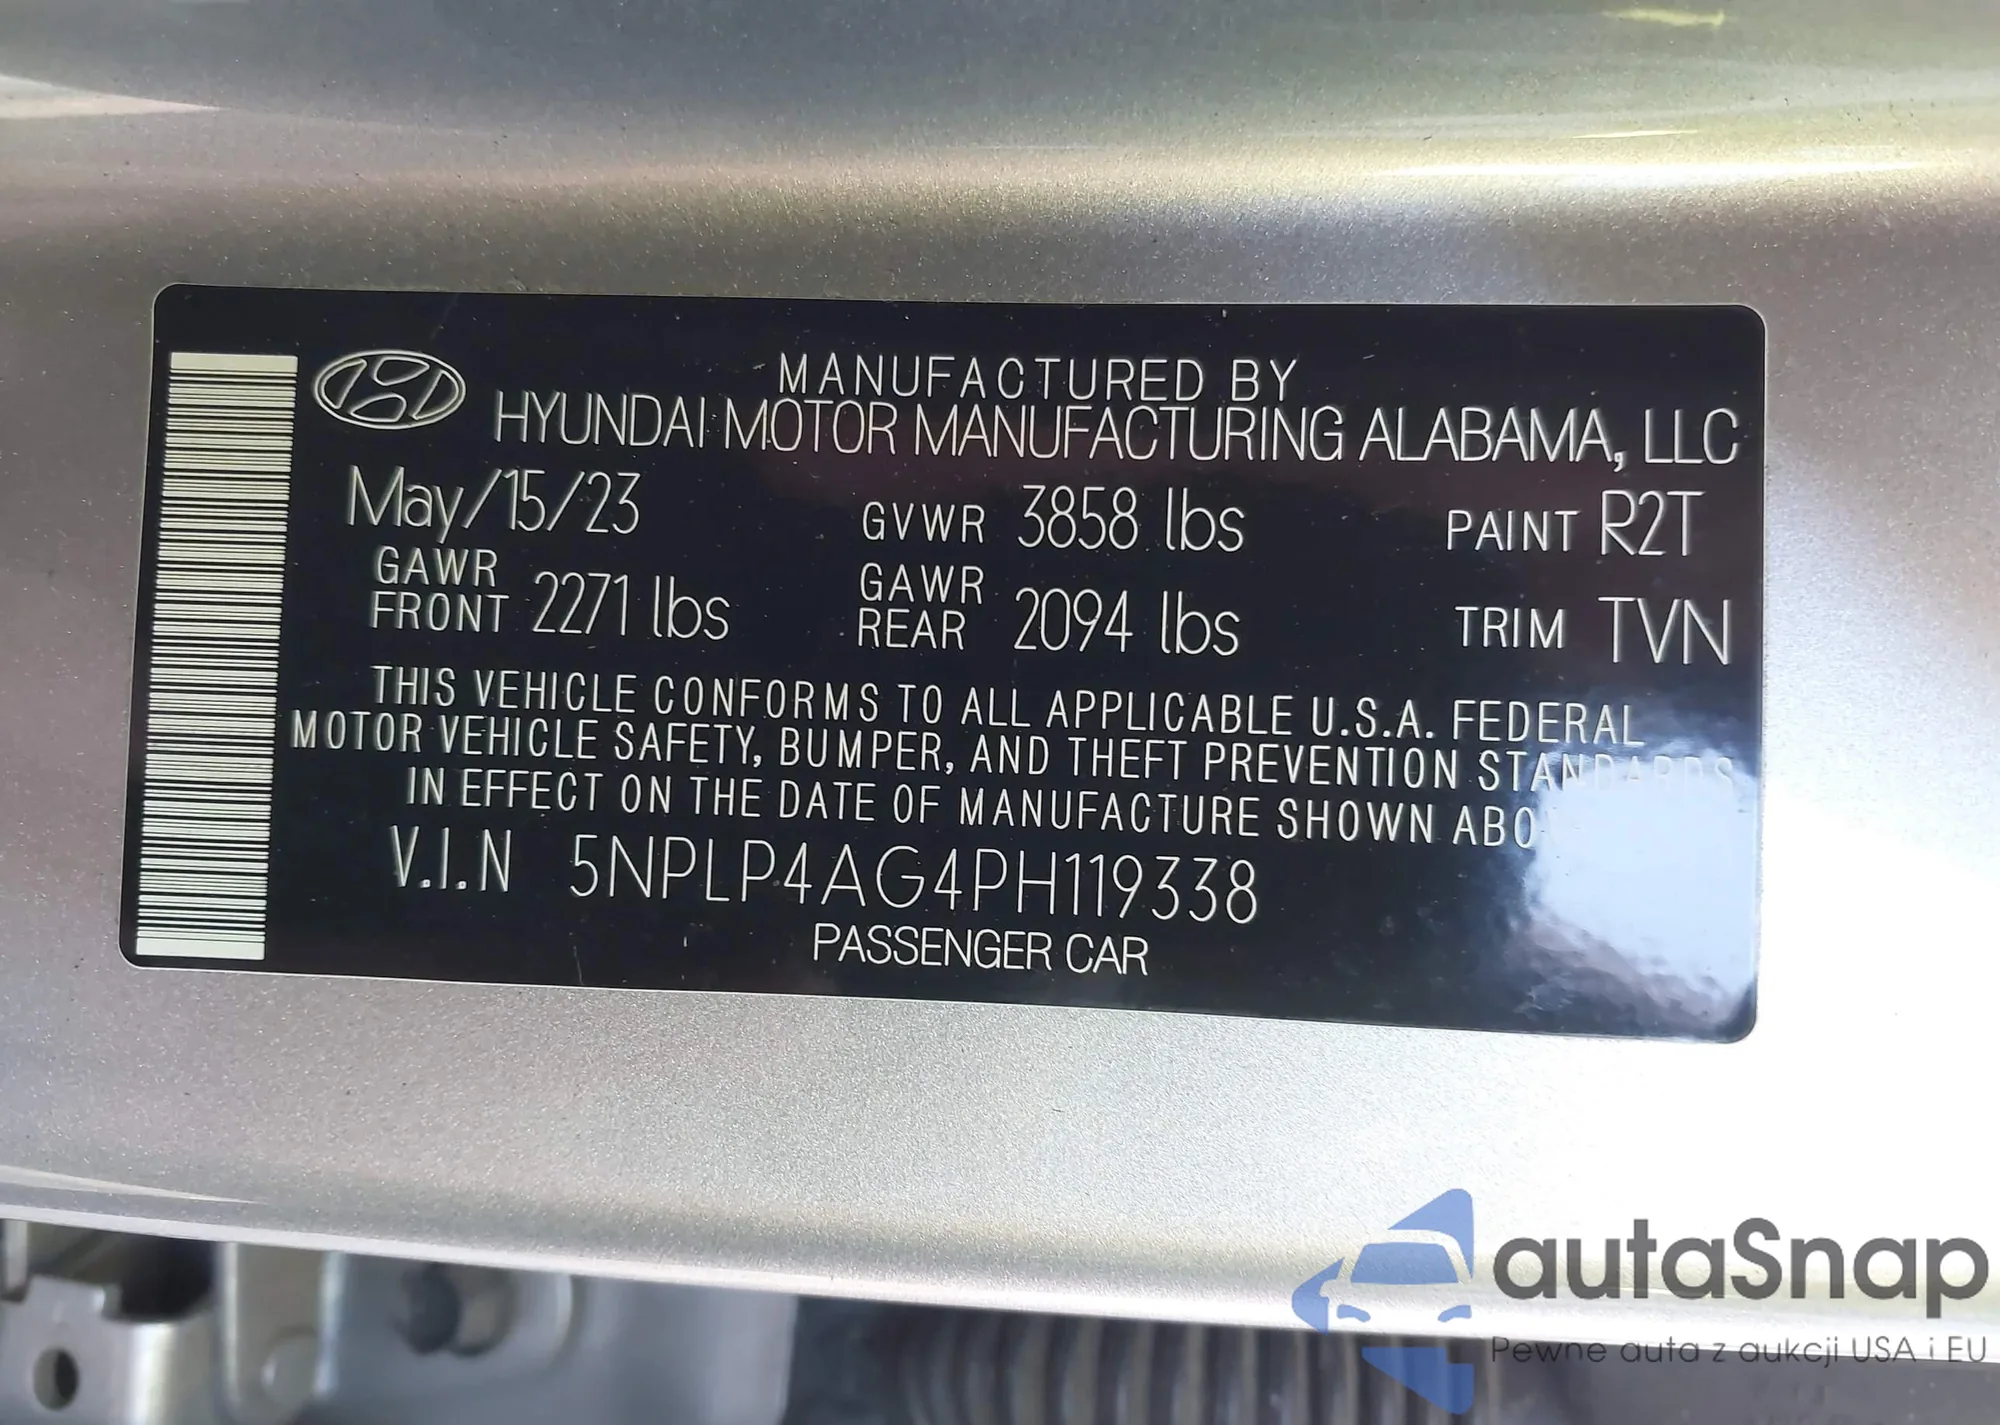 MANUFACTURED BY
HYUNDAI MOTOR MANUFACTURING ALABAMA, LLC
May/15/23 GVWR 3858 lbs PAINT R2T
GAWR FRONT 2271 lbs GAWR REAR 2094 lbs TRIM TVN
THIS VEHICLE CONFORMS TO ALL APPLICABLE U.S.A. FEDERAL
MOTOR VEHICLE SAFETY, BUMPER, AND THEFT PREVENTION STANDARDS
IN EFFECT ON THE DATE OF MANUFACTURE SHOWN ABO
V.I.N 5NPLP4AG4PH119338
PASSENGER CAR
autaSnap
Pewne auta z aukcji USA i EU